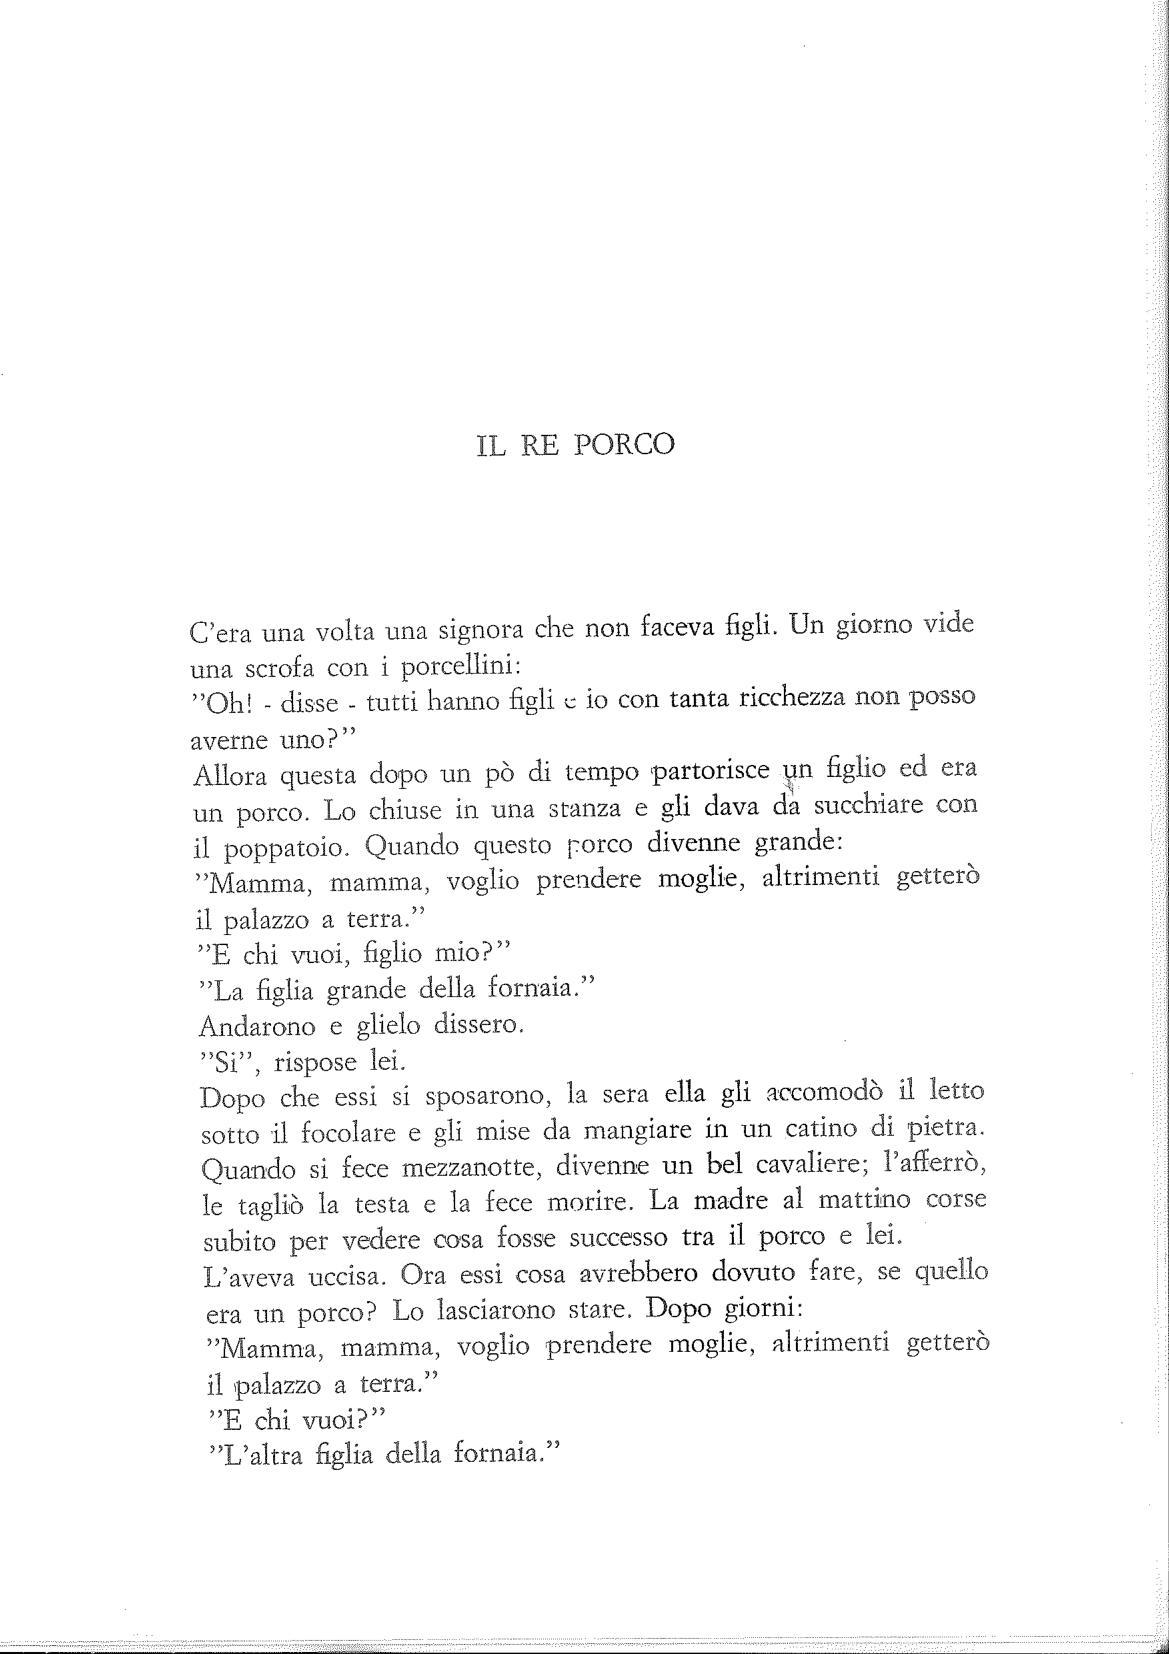 IL RE PORCO
C'era una volta una signora che non faceva figli. Un giorno vide
una scrofa con i porcellini:
"Oh! - disse - tutti hanno figli e io con tanta ricchezza non posso
averne uno?"
Allora questa dopo un pò di tempo partorisce un figlio ed era
un porco. Lo chiuse in una stanza e gli dava da succhiare con
il poppatoio. Quando questo porco divenne grande:
"Mamma, mamma, voglio prendere moglie, altrimenti getterò
il palazzo a terra."
"E chi vuoi, figlio mio?"
"La figlia grande della fornaia."
Andarono e glielo dissero.
"Si", rispose lei.
Dopo che essi si sposarono, la sera ella gli accomodò il letto
sotto il focolare e gli mise da mangiare in un catino di pietra.
Quando si fece mezzanotte, divenne un bel cavaliere; l'afferrò,
le tagliò la testa e la fece morire. La madre al mattino corse
subito per vedere cosa fosse successo tra il porco e lei.
L'aveva uccisa. Ora essi cosa avrebbero dovuto fare, se quello
era un porco? Lo lasciarono stare. Dopo giorni:
"Mamma, mamma, voglio prendere moglie, altrimenti getterò
il palazzo a terra."
"E chi vuoi?"
"L'altra figlia della fornaia."